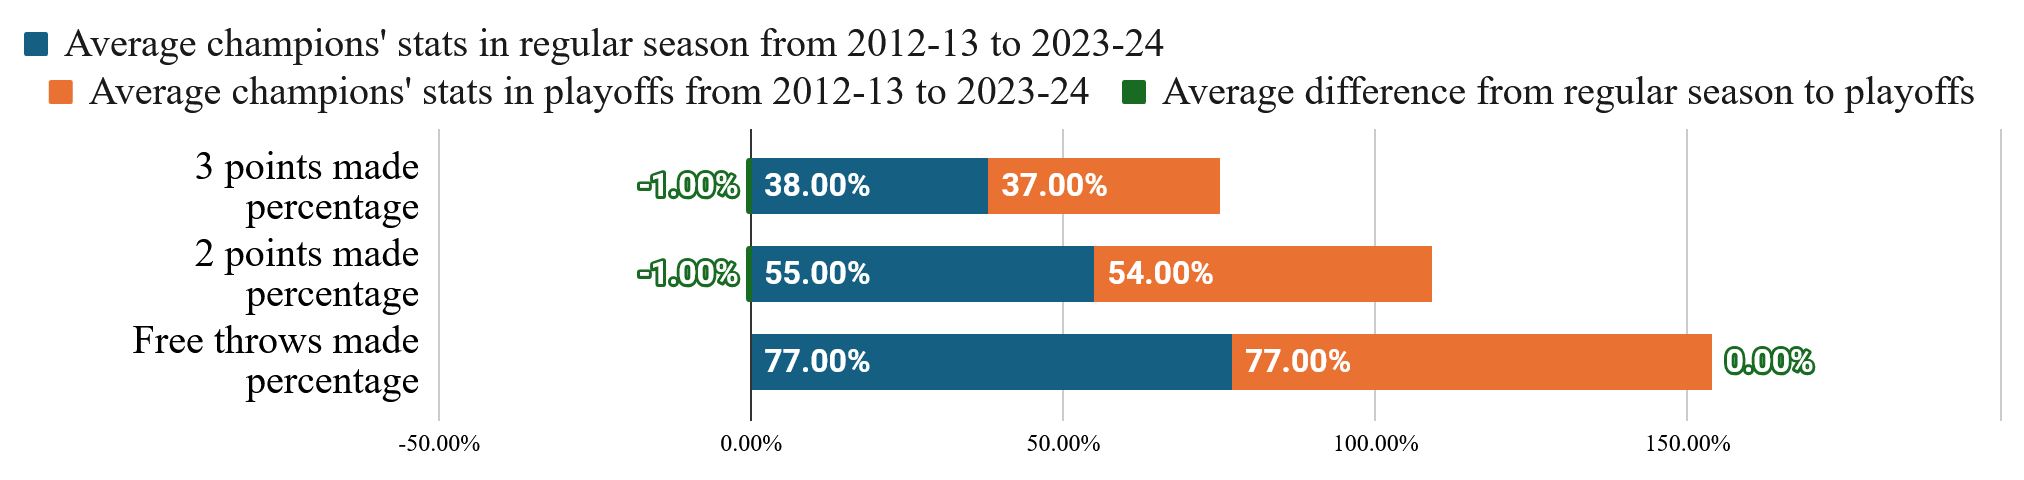 Average champions' stats in regular season from 2012-13 to 2023-24
Average champions' stats in playoffs from 2012-13 to 2023-24 Average difference from regular season to playoffs
3 points made
percentage
-1.00% 38.00% 37.00%
2 points made
percentage
-1.00% 55.00% 54.00%
Free throws made
percentage
77.00% 77.00% 0.00%
-50.00% 0.00% 50.00% 100.00% 150.00%